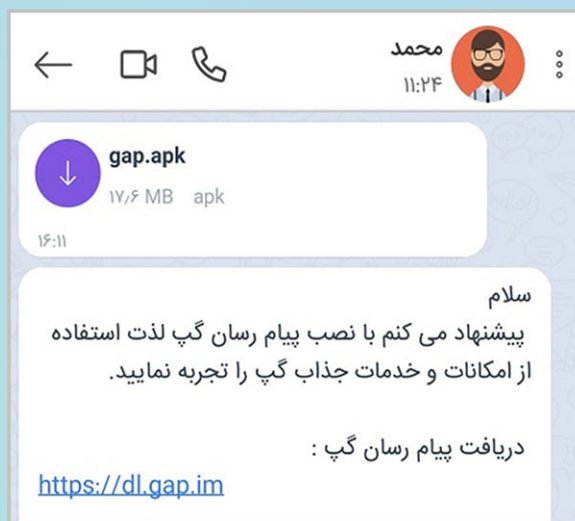 محمد
۱۱:۲۴
gap.apk
۱۷٫۶ MB apk
۱۶:۱۱
سلام
پیشنهاد می کنم با نصب پیام رسان گپ لذت استفاده
از امکانات و خدمات جذاب گپ را تجربه نمایید.
دریافت پیام رسان گپ :
https://dl.gap.im